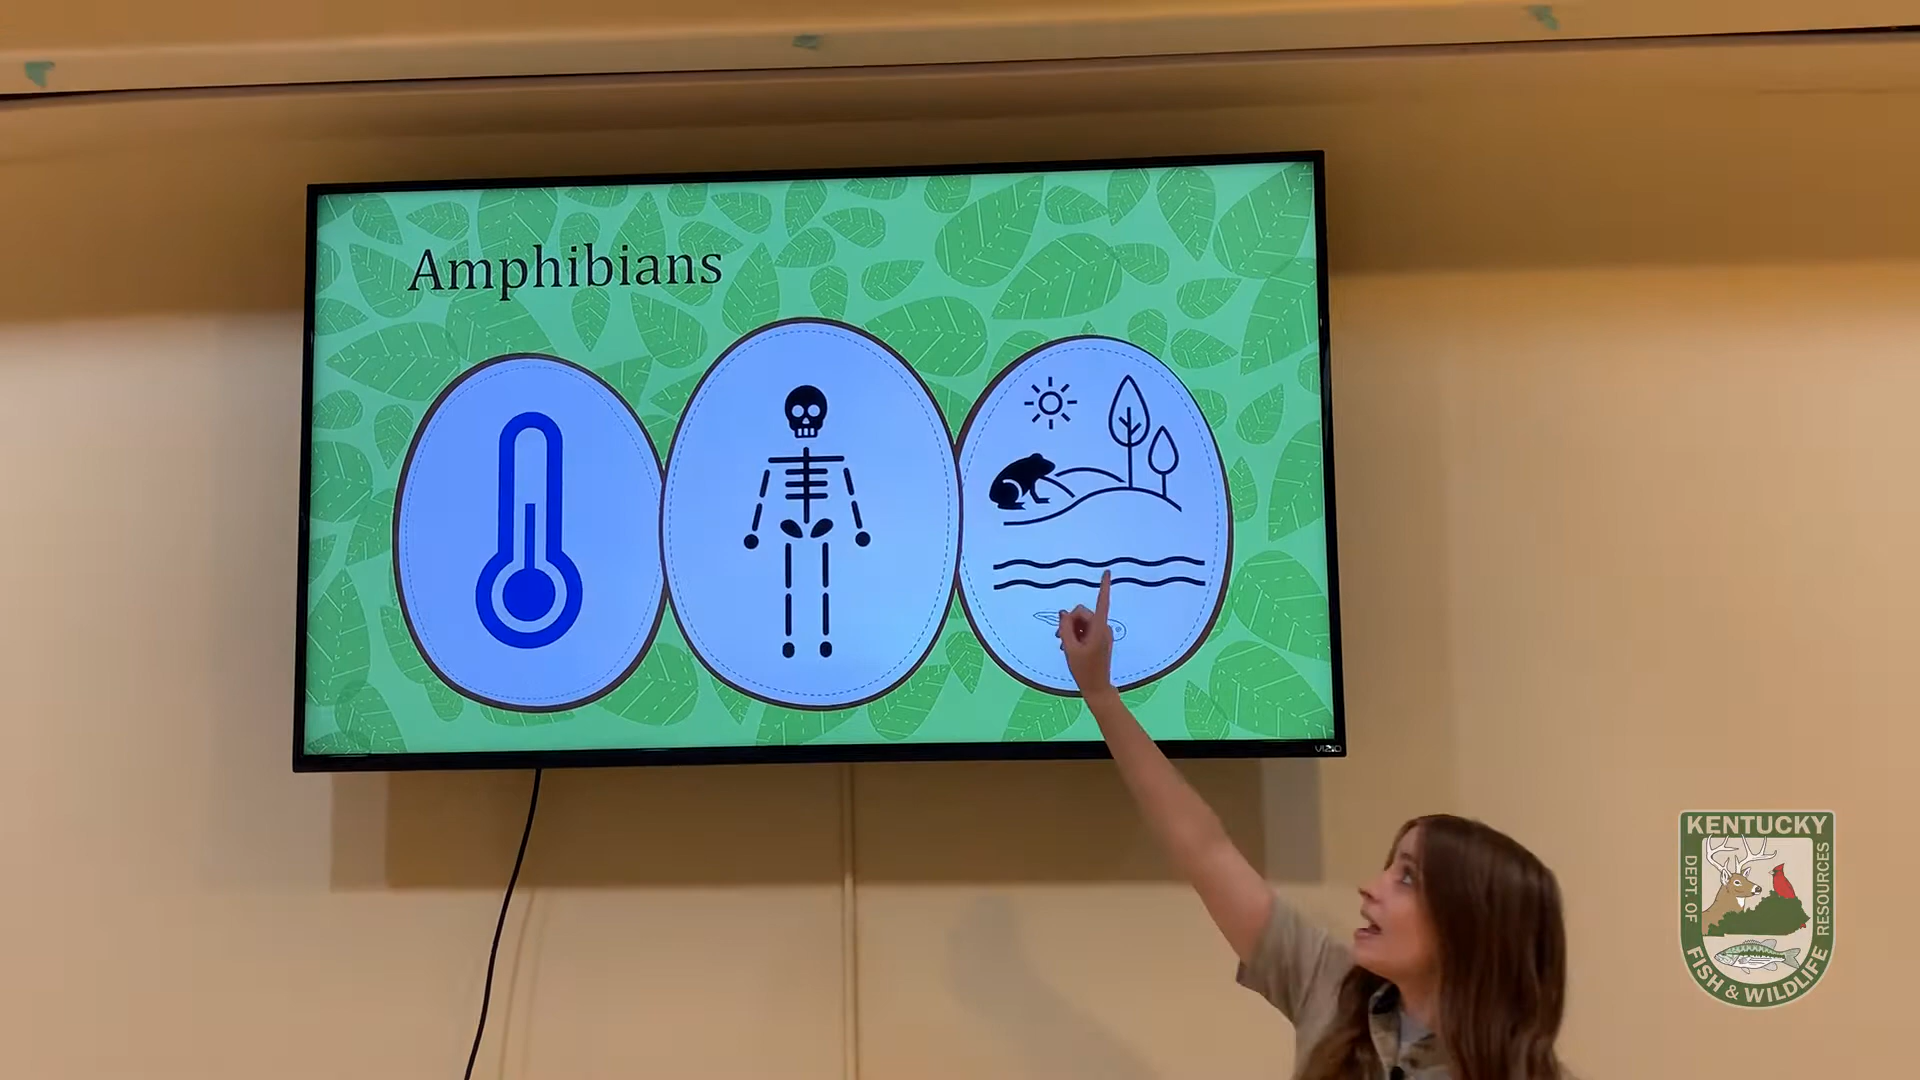 Amphibians
VIZIO
KENTUCKY
DEPT. OF
FISH & WILDLIFE
RESOURCES